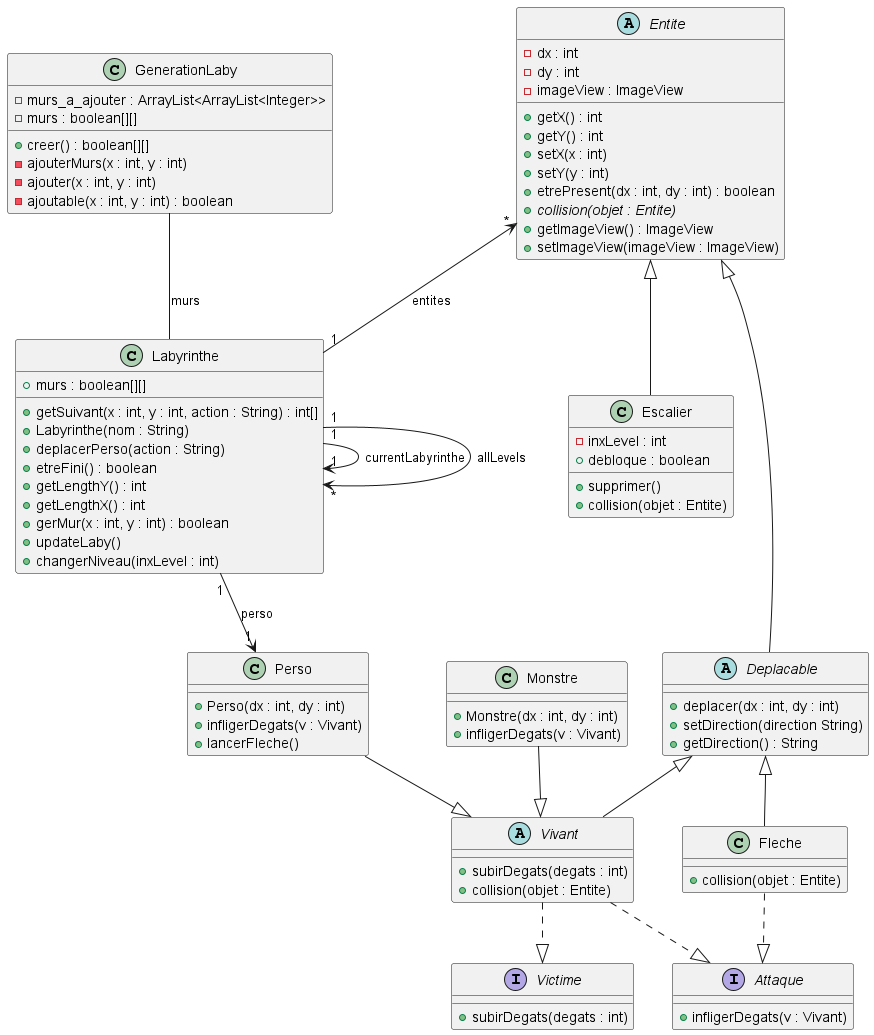 C GenerationLaby
murs_a_ajouter : ArrayList<ArrayList<Integer>>
murs : boolean[][]
creer() : boolean[][]
ajouterMurs(x : int, y : int)
ajouter(x : int, y : int)
ajoutable(x : int, y : int) : boolean
A Entite
dx : int
dy : int
imageView : ImageView
getX() : int
getY() : int
setX(x : int)
setY(y : int)
etrePresent(dx : int, dy : int) : boolean
collision(objet : Entite)
getImageView() : ImageView
setImageView(imageView : ImageView)
*
murs
entites
1
C Labyrinthe
murs : boolean[][]
getSuivant(x : int, y : int, action : String) : int[]
Labyrinthe(nom : String)
deplacerPerso(action : String)
etreFini() : boolean
getLengthY() : int
getLengthX() : int
gerMur(x : int, y : int) : boolean
updateLaby()
changerNiveau(inxLevel : int)
1
1
1
currentLabyrinthe
allLevels
*
C Escalier
inxLevel : int
debloque : boolean
supprimer()
collision(objet : Entite)
1
perso
1
C Perso
Perso(dx : int, dy : int)
infligerDegats(v : Vivant)
lancerFleche()
C Monstre
Monstre(dx : int, dy : int)
infligerDegats(v : Vivant)
A Deplacable
deplacer(dx : int, dy : int)
setDirection(direction String)
getDirection() : String
A Vivant
subirDegats(degats : int)
collision(objet : Entite)
C Fleche
collision(objet : Entite)
I Victime
subirDegats(degats : int)
I Attaque
infligerDegats(v : Vivant)